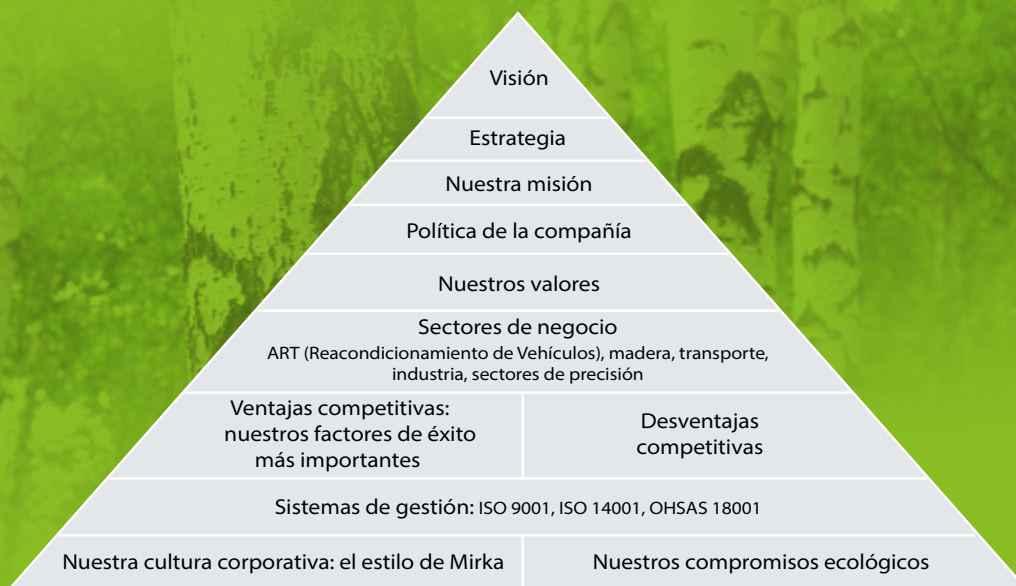 Visión
Estrategia
Nuestra misión
Política de la compañía
Nuestros valores
Sectores de negocio
ART (Reacondicionamiento de Vehículos), madera, transporte,
industria, sectores de precisión
Ventajas competitivas:
nuestros factores de éxito
más importantes
Desventajas
competitivas
Sistemas de gestión: ISO 9001, ISO 14001, OHSAS 18001
Nuestra cultura corporativa: el estilo de Mirka
Nuestros compromisos ecológicos